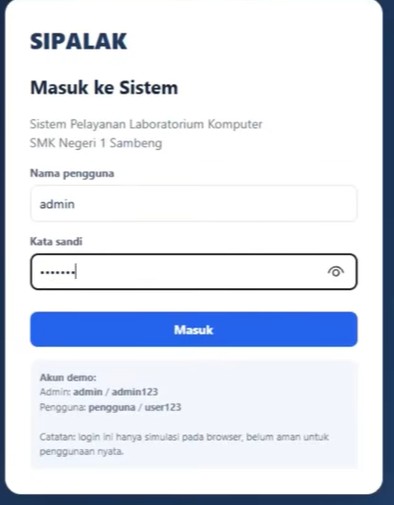 SIPALAK
Masuk ke Sistem
Sistem Pelayanan Laboratorium Komputer
SMK Negeri 1 Sambeng
Nama pengguna
admin
Kata sandi
•••••••
Masuk
Akun demo:
Admin: admin / admin123
Pengguna: pengguna / user123
Catatan: login ini hanya simulasi pada browser, belum aman untuk
penggunaan nyata.